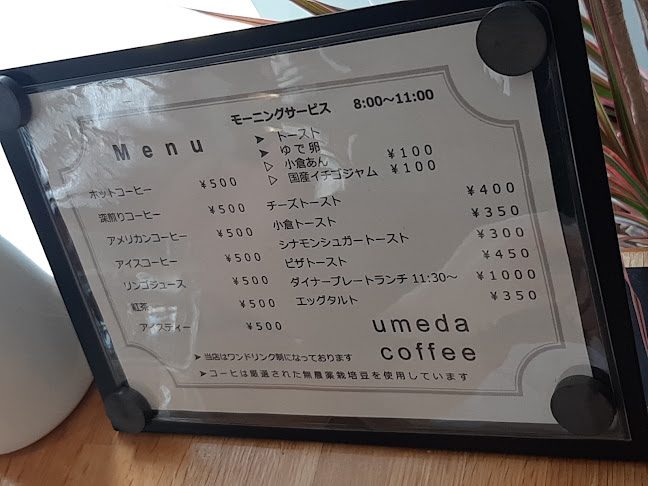 モーニングサービス 8:00～11:00
Menu
➤ トースト
➤ ゆで卵
▷ 小倉あん ￥100
▷ 国産イチゴジャム ￥100
ホットコーヒー ￥500
深煎りコーヒー ￥500
アメリカンコーヒー ￥500
アイスコーヒー ￥500
リンゴジュース ￥500
紅茶 ￥500
アイスティー ￥500
チーズトースト ￥400
小倉トースト ￥350
シナモンシュガートースト ￥300
ピザトースト ￥450
ダイナープレートランチ 11:30～ ￥1000
エッグタルト ￥350
umeda
coffee
➤ 当店はワンドリンク制になっております
➤ コーヒは厳選された無農薬栽培豆を使用しています